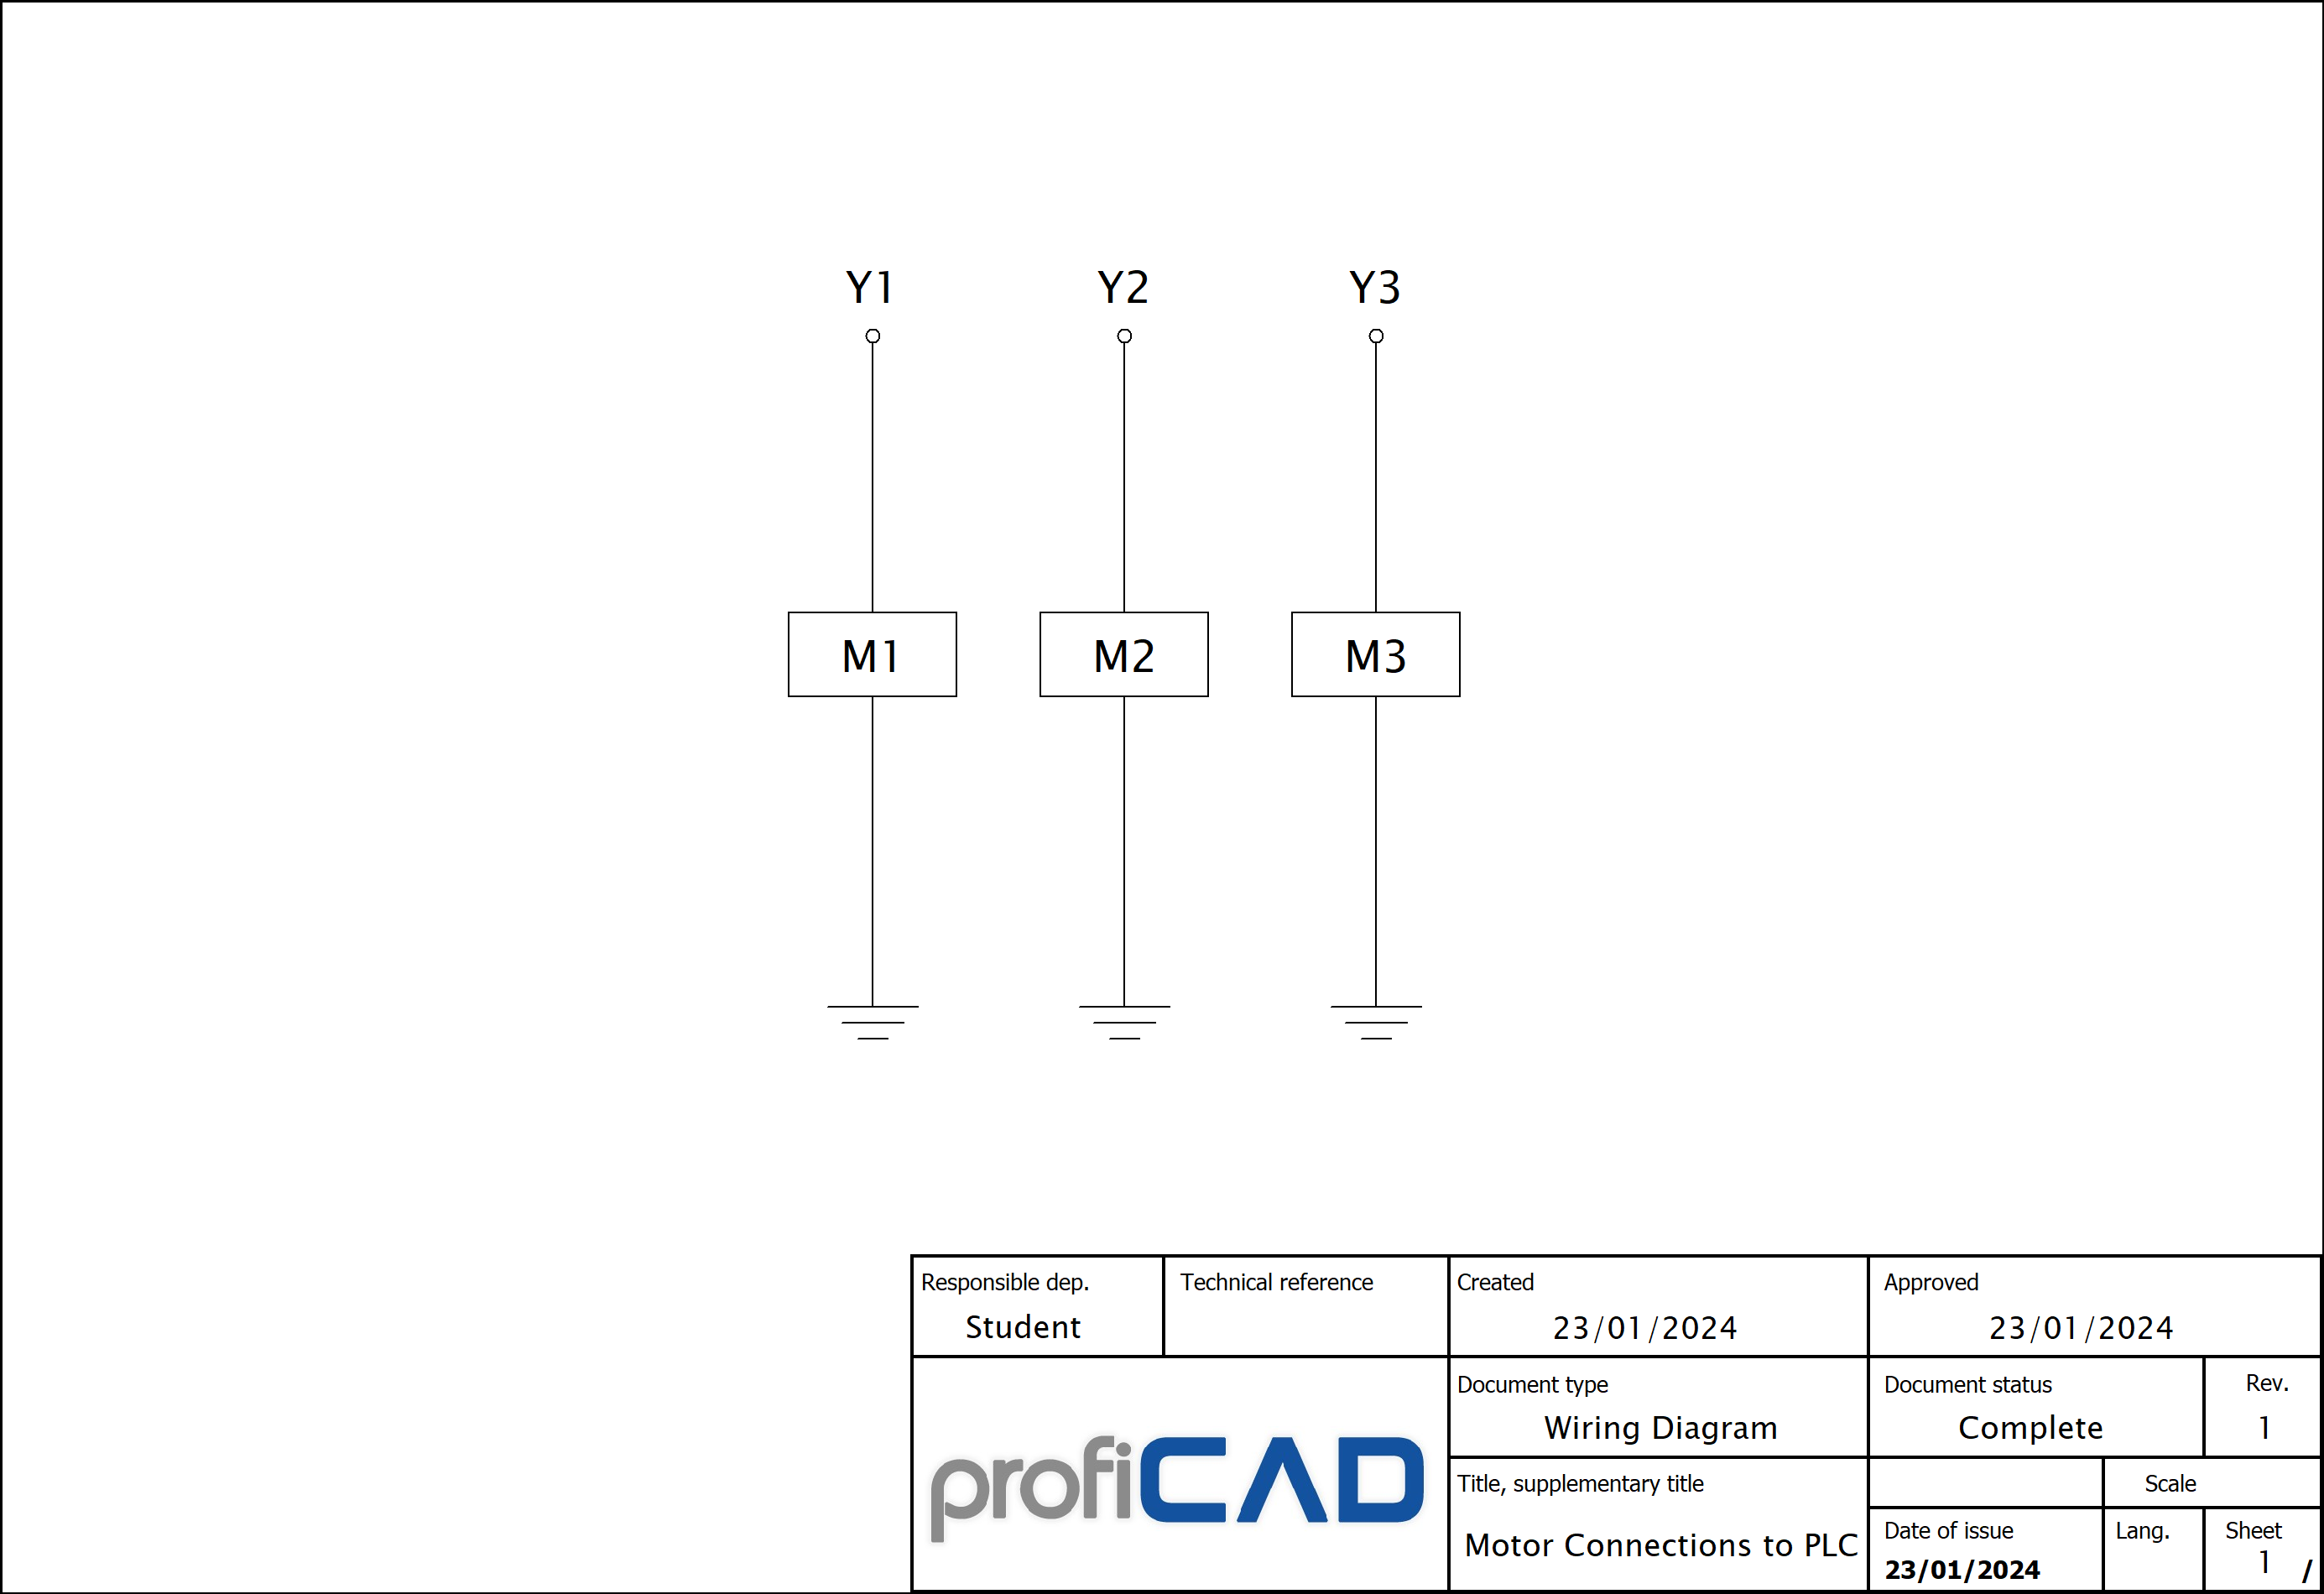 Y1 Y2 Y3
M1 M2 M3
Responsible dep. Technical reference Created Approved
Student 23/01/2024 23/01/2024
Document type Document status Rev.
Wiring Diagram Complete 1
profiCAD
Title, supplementary title Scale
Motor Connections to PLC
Date of issue Lang. Sheet
23/01/2024 1 /